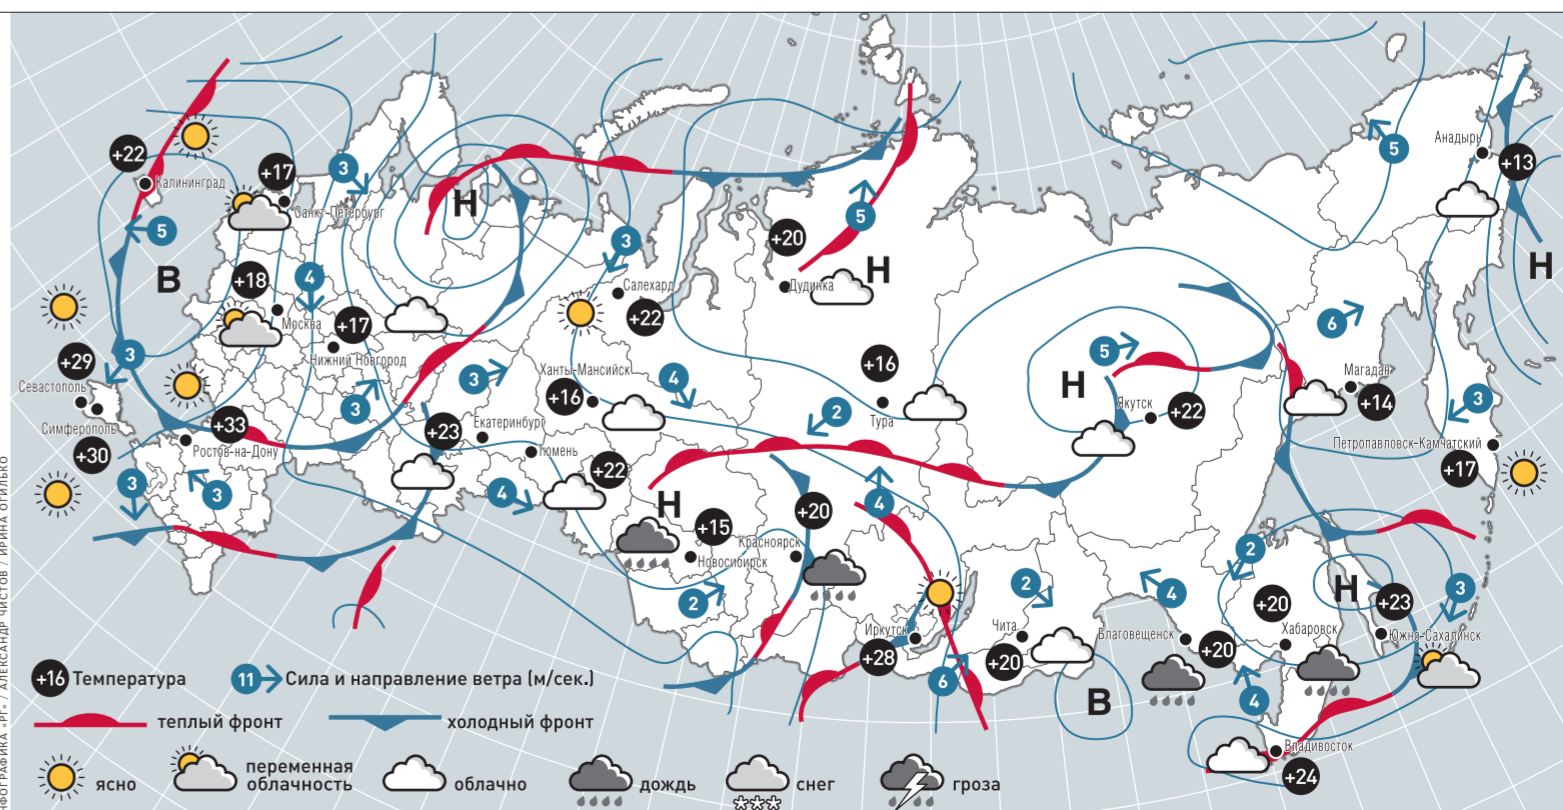 +22
Калининград
+17
Санкт-Петербург
3
Н
5
В
+18
4
Москва
+17
Нижний Новгород
3
Салехард
+22
+20
Дудинка
5
Н
5
Анадырь
+13
Н
+29
3
Севастополь
Симферополь
+30
+33
Ростов-на-Дону
3
3
3
3
+23
Екатеринбург
Тюмень
+22
4
Ханты-Мансийск
+16
4
+16
Тура
2
5
Н
Якутск
+22
6
Магадан
+14
3
Петропавловск-Камчатский
+17
Н
+15
Новосибирск
+20
Красноярск
4
2
Иркутск
+28
6
2
Чита
+20
В
4
Благовещенск
+20
2
+20
Хабаровск
Н
+23
Южно-Сахалинск
3
4
Владивосток
+24
+16 Температура
11 Сила и направление ветра (м/сек.)
теплый фронт
холодный фронт
ясно
переменная
облачность
облачно
дождь
снег
гроза
НФОГРАФИКА «РГ» / АЛЕКСАНДР ЧИСТОВ / ИРИНА ОГИЛЬКО